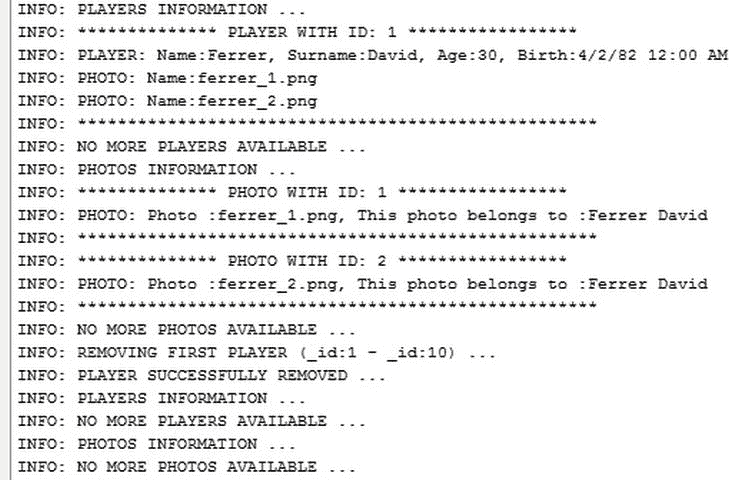 INFO: PLAYERS INFORMATION ...
INFO: ************** PLAYER WITH ID: 1 *****************
INFO: PLAYER: Name:Ferrer, Surname:David, Age:30, Birth:4/2/82 12:00 AM
INFO: PHOTO: Name:ferrer_1.png
INFO: PHOTO: Name:ferrer_2.png
INFO: ****************************************************
INFO: NO MORE PLAYERS AVAILABLE ...
INFO: PHOTOS INFORMATION ...
INFO: ************** PHOTO WITH ID: 1 *****************
INFO: PHOTO: Photo :ferrer_1.png, This photo belongs to :Ferrer David
INFO: ****************************************************
INFO: ************** PHOTO WITH ID: 2 *****************
INFO: PHOTO: Photo :ferrer_2.png, This photo belongs to :Ferrer David
INFO: ****************************************************
INFO: NO MORE PHOTOS AVAILABLE ...
INFO: REMOVING FIRST PLAYER (_id:1 - _id:10) ...
INFO: PLAYER SUCCESSFULLY REMOVED ...
INFO: PLAYERS INFORMATION ...
INFO: NO MORE PLAYERS AVAILABLE ...
INFO: PHOTOS INFORMATION ...
INFO: NO MORE PHOTOS AVAILABLE ...